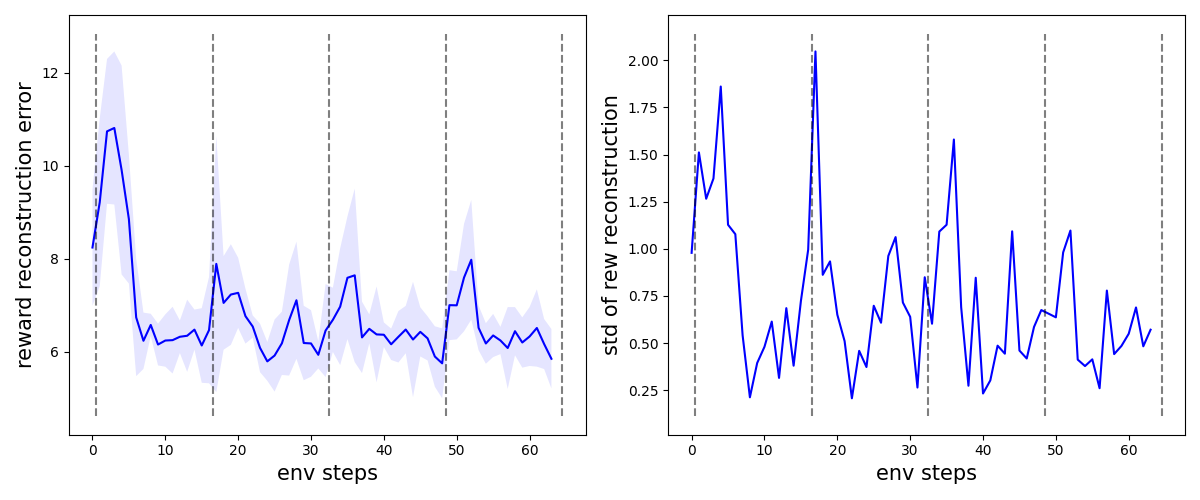 reward reconstruction error
12
10
8
6
0 10 20 30 40 50 60
env steps
std of rew reconstruction
2.00
1.75
1.50
1.25
1.00
0.75
0.50
0.25
0 10 20 30 40 50 60
env steps